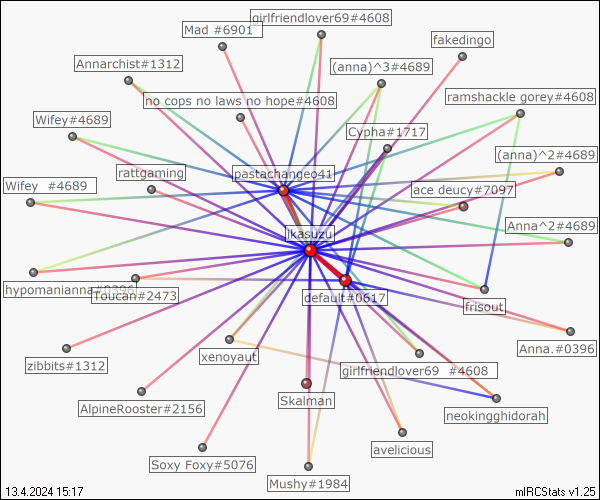 girlfriendlover69#4608
Mad #6901
fakedingo
Annarchist#1312
(anna)^3#4689
no cops no laws no hope#4608
ramshackle gorey#4608
Wifey#4689
Cypha#1717
(anna)^2#4689
rattgaming
pastachangeo41
Wifey #4689
ace deucy#7097
Anna^2#4689
ikasuzu
hypomanianna#0396
Toucan#2473
default#0617
frisout
zibbits#1312
xenoyaut
girlfriendlover69 #4608
Anna.#0396
AlpineRooster#2156
Skalman
neokingghidorah
Soxy Foxy#5076
avelicious
Mushy#1984
13.4.2024 15:17
mIRCStats v1.25